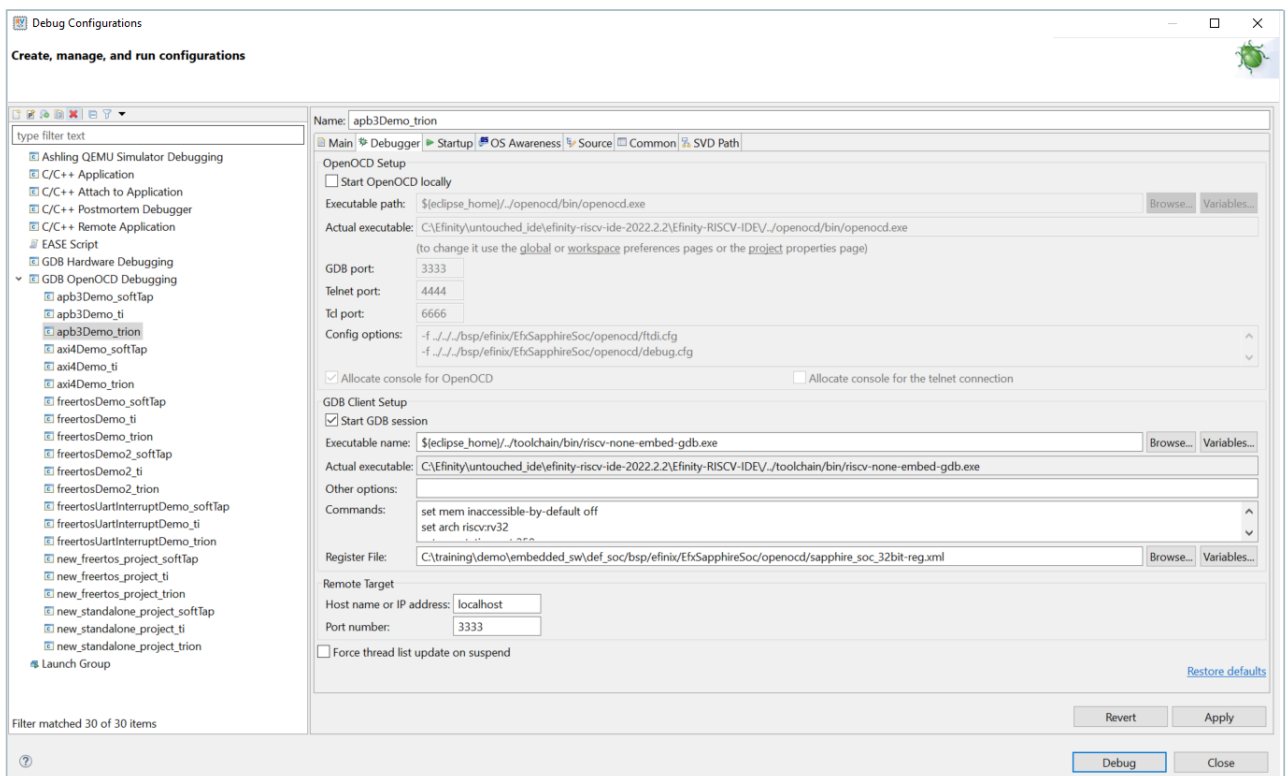 Debug Configurations
Create, manage, and run configurations
type filter text
Ashling QEMU Simulator Debugging
C/C++ Application
C/C++ Attach to Application
C/C++ Postmortem Debugger
C/C++ Remote Application
EASE Script
GDB Hardware Debugging
GDB OpenOCD Debugging
apb3Demo_softTap
apb3Demo_ti
apb3Demo_trion
axi4Demo_softTap
axi4Demo_ti
axi4Demo_trion
freertosDemo_softTap
freertosDemo_ti
freertosDemo_trion
freertosDemo2_softTap
freertosDemo2_ti
freertosDemo2_trion
freertosUartInterruptDemo_softTap
freertosUartInterruptDemo_ti
freertosUartInterruptDemo_trion
new_freertos_project_softTap
new_freertos_project_ti
new_freertos_project_trion
new_standalone_project_softTap
new_standalone_project_ti
new_standalone_project_trion
Launch Group
Filter matched 30 of 30 items
Name: apb3Demo_trion
Main Debugger Startup OS Awareness Source Common SVD Path
OpenOCD Setup
Start OpenOCD locally
Executable path: ${eclipse_home}/../openocd/bin/openocd.exe Browse... Variables...
Actual executable: C:\Efinity\untouched_ide\efinity-riscv-ide-2022.2.2\Efinity-RISCV-IDE\/../openocd/bin/openocd.exe
(to change it use the global or workspace preferences pages or the project properties page)
GDB port: 3333
Telnet port: 4444
Tcl port: 6666
Config options: -f ../../../bsp/efinix/EfxSapphireSoc/openocd/ftdi.cfg
-f ../../../bsp/efinix/EfxSapphireSoc/openocd/debug.cfg
Allocate console for OpenOCD Allocate console for the telnet connection
GDB Client Setup
Start GDB session
Executable name: ${eclipse_home}/../toolchain/bin/riscv-none-embed-gdb.exe Browse... Variables...
Actual executable: C:\Efinity\untouched_ide\efinity-riscv-ide-2022.2.2\Efinity-RISCV-IDE\/../toolchain/bin/riscv-none-embed-gdb.exe
Other options:
Commands: set mem inaccessible-by-default off
set arch riscv:rv32
Register File: C:\training\demo\embedded_sw\def_soc/bsp/efinix/EfxSapphireSoc/openocd/sapphire_soc_32bit-reg.xml Browse... Variables...
Remote Target
Host name or IP address: localhost
Port number: 3333
Force thread list update on suspend
Restore defaults
Revert Apply
Debug Close